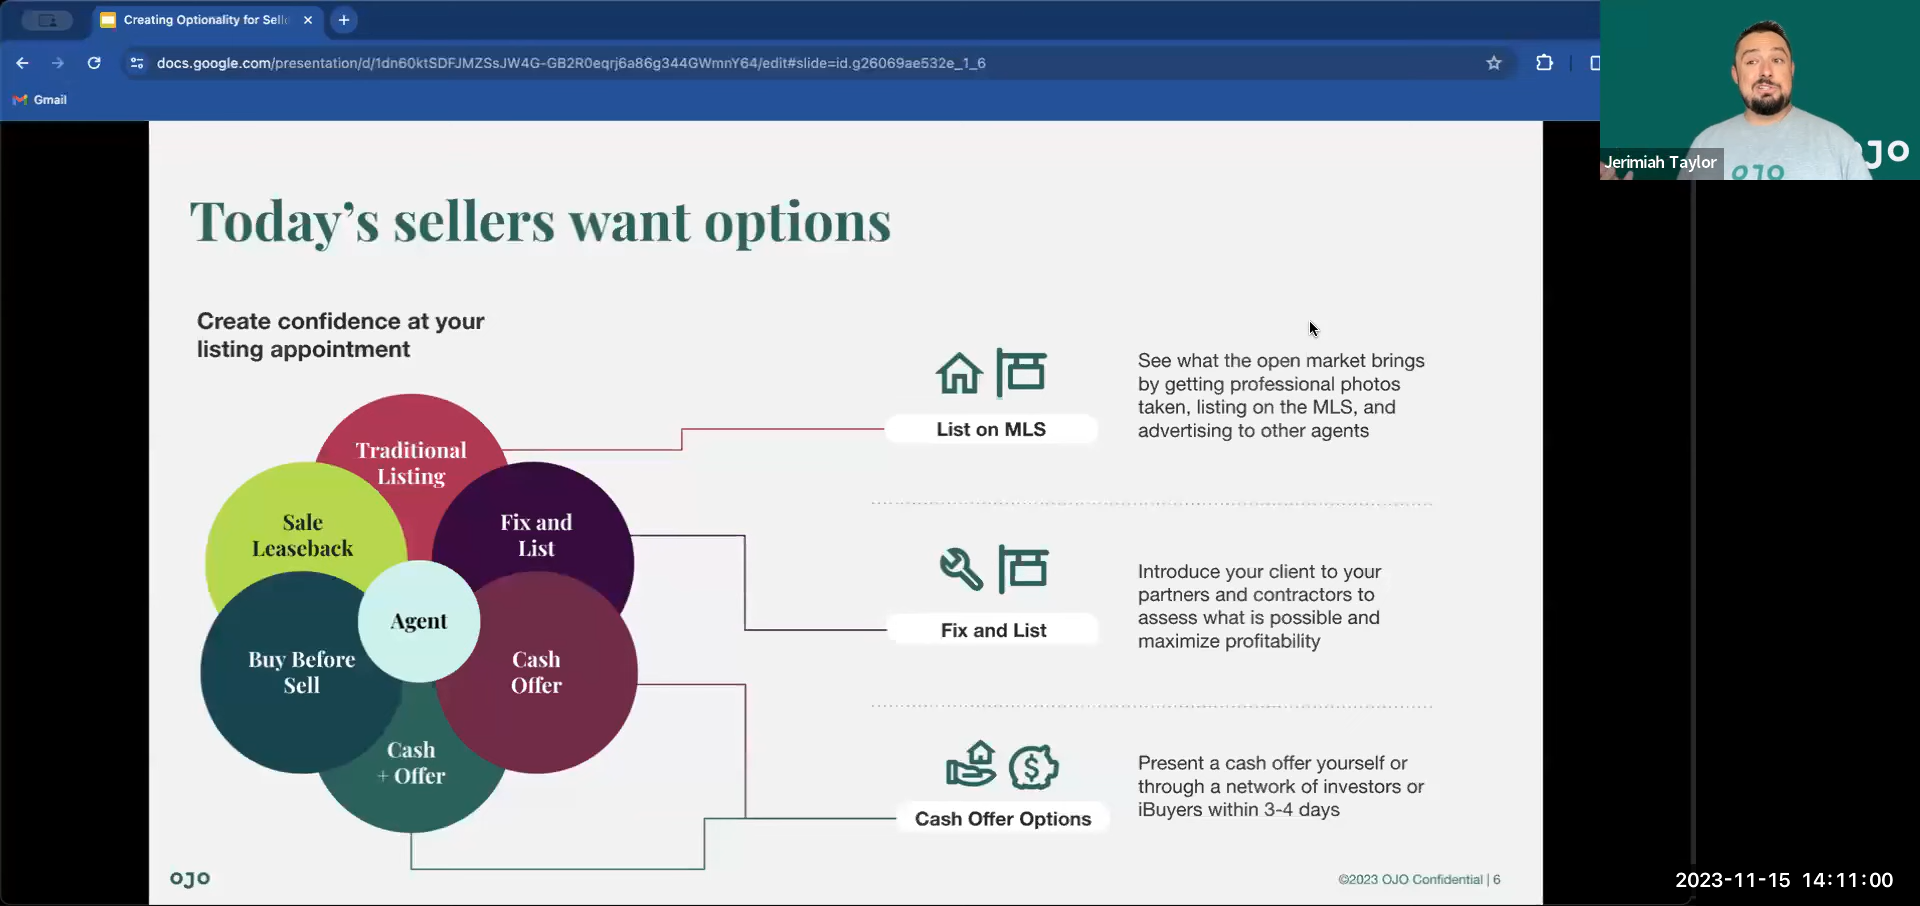 Creating Optionality for Sell
docs.google.com/presentation/d/1dn60ktSDFJMZSsJW4G-GB2R0eqrj6a86g344GWmnY64/edit#slide=id.g26069ae532e_1_6
Gmail
Jerimiah Taylor
OJO
OJO
Today's sellers want options
Create confidence at your
listing appointment
Traditional
Listing
Sale
Leaseback
Fix and
List
Agent
Buy Before
Sell
Cash
Offer
Cash
+ Offer
List on MLS
See what the open market brings
by getting professional photos
taken, listing on the MLS, and
advertising to other agents
Fix and List
Introduce your client to your
partners and contractors to
assess what is possible and
maximize profitability
Cash Offer Options
Present a cash offer yourself or
through a network of investors or
iBuyers within 3-4 days
OJO
©2023 OJO Confidential | 6
2023-11-15 14:11:00